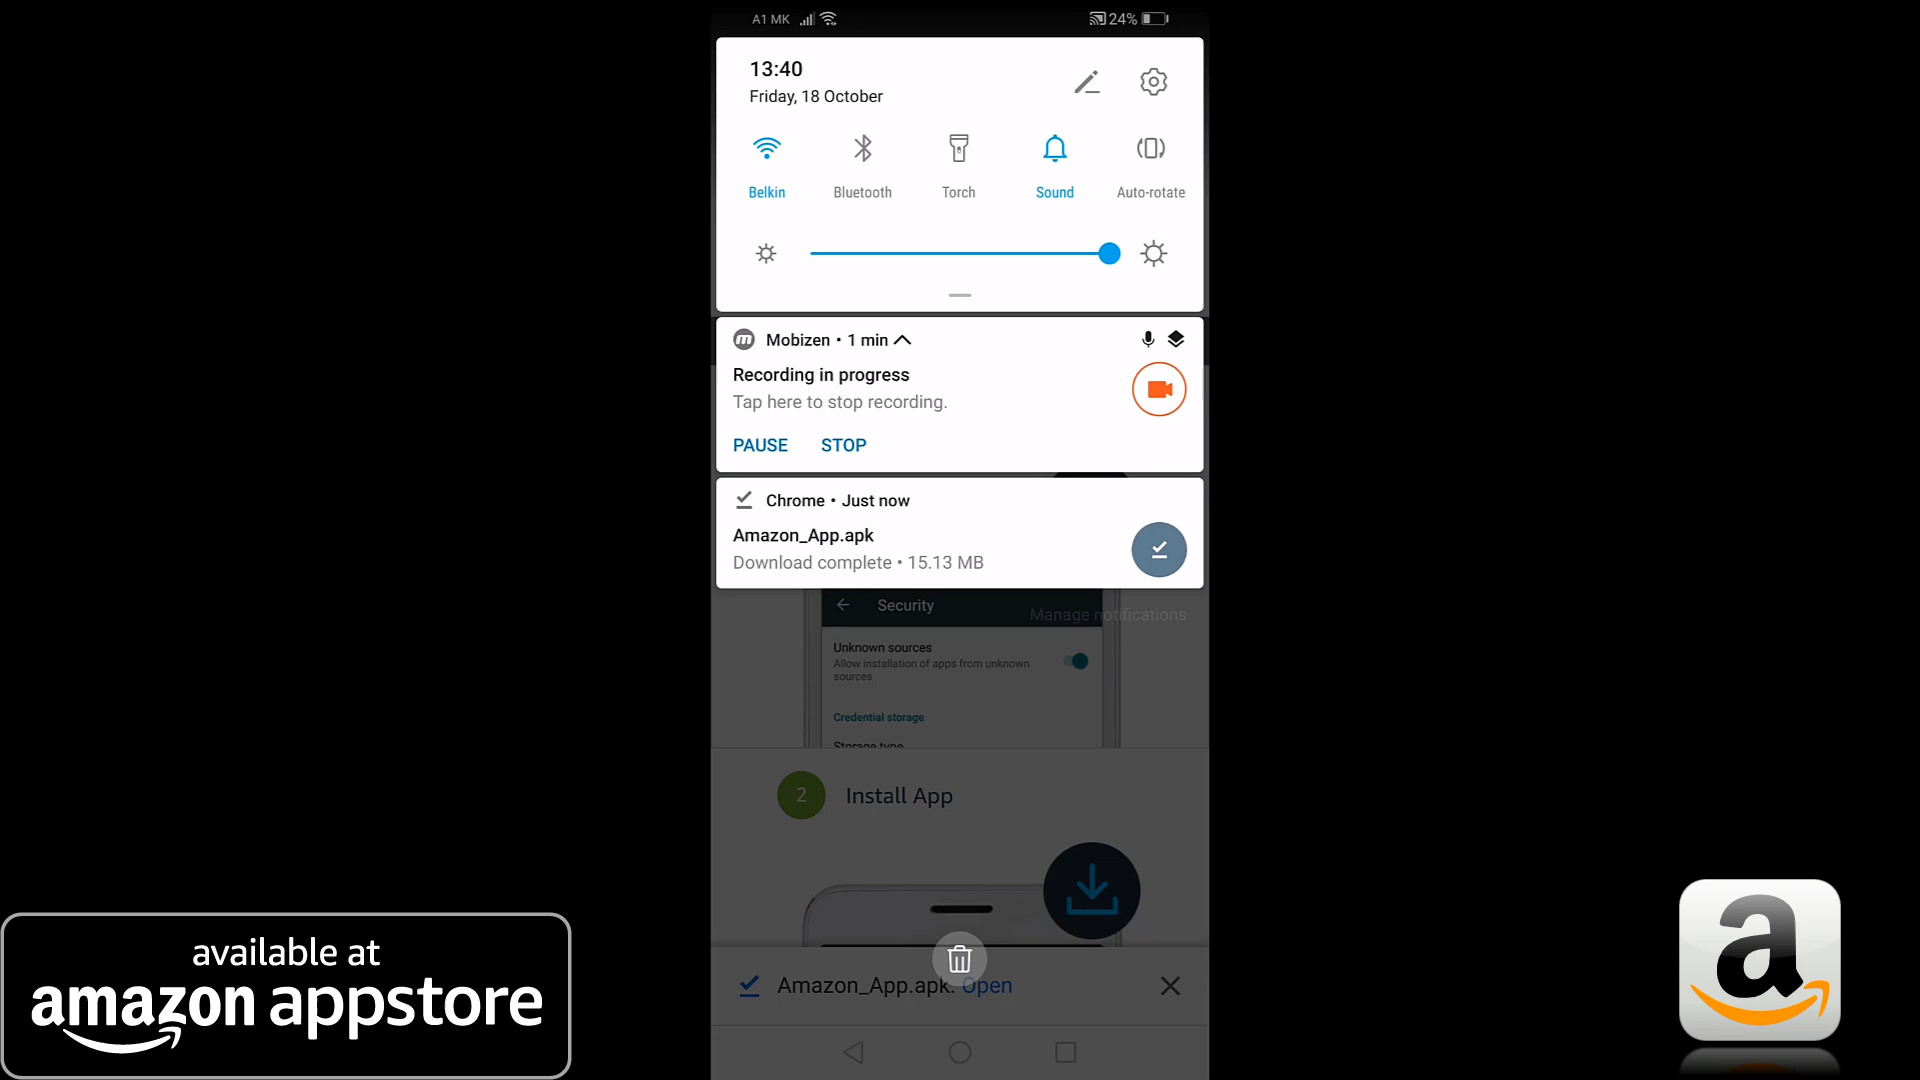 A1 MK
24%
13:40
Friday, 18 October
Belkin
Bluetooth
Torch
Sound
Auto-rotate
Mobizen • 1 min
Recording in progress
Tap here to stop recording.
PAUSE STOP
Chrome • Just now
Amazon_App.apk
Download complete • 15.13 MB
Security
Manage notifications
Unknown sources
Allow installation of apps from unknown
sources
Credential storage
Storage type
2 Install App
Amazon_App.apk. Open
available at
amazon appstore
a